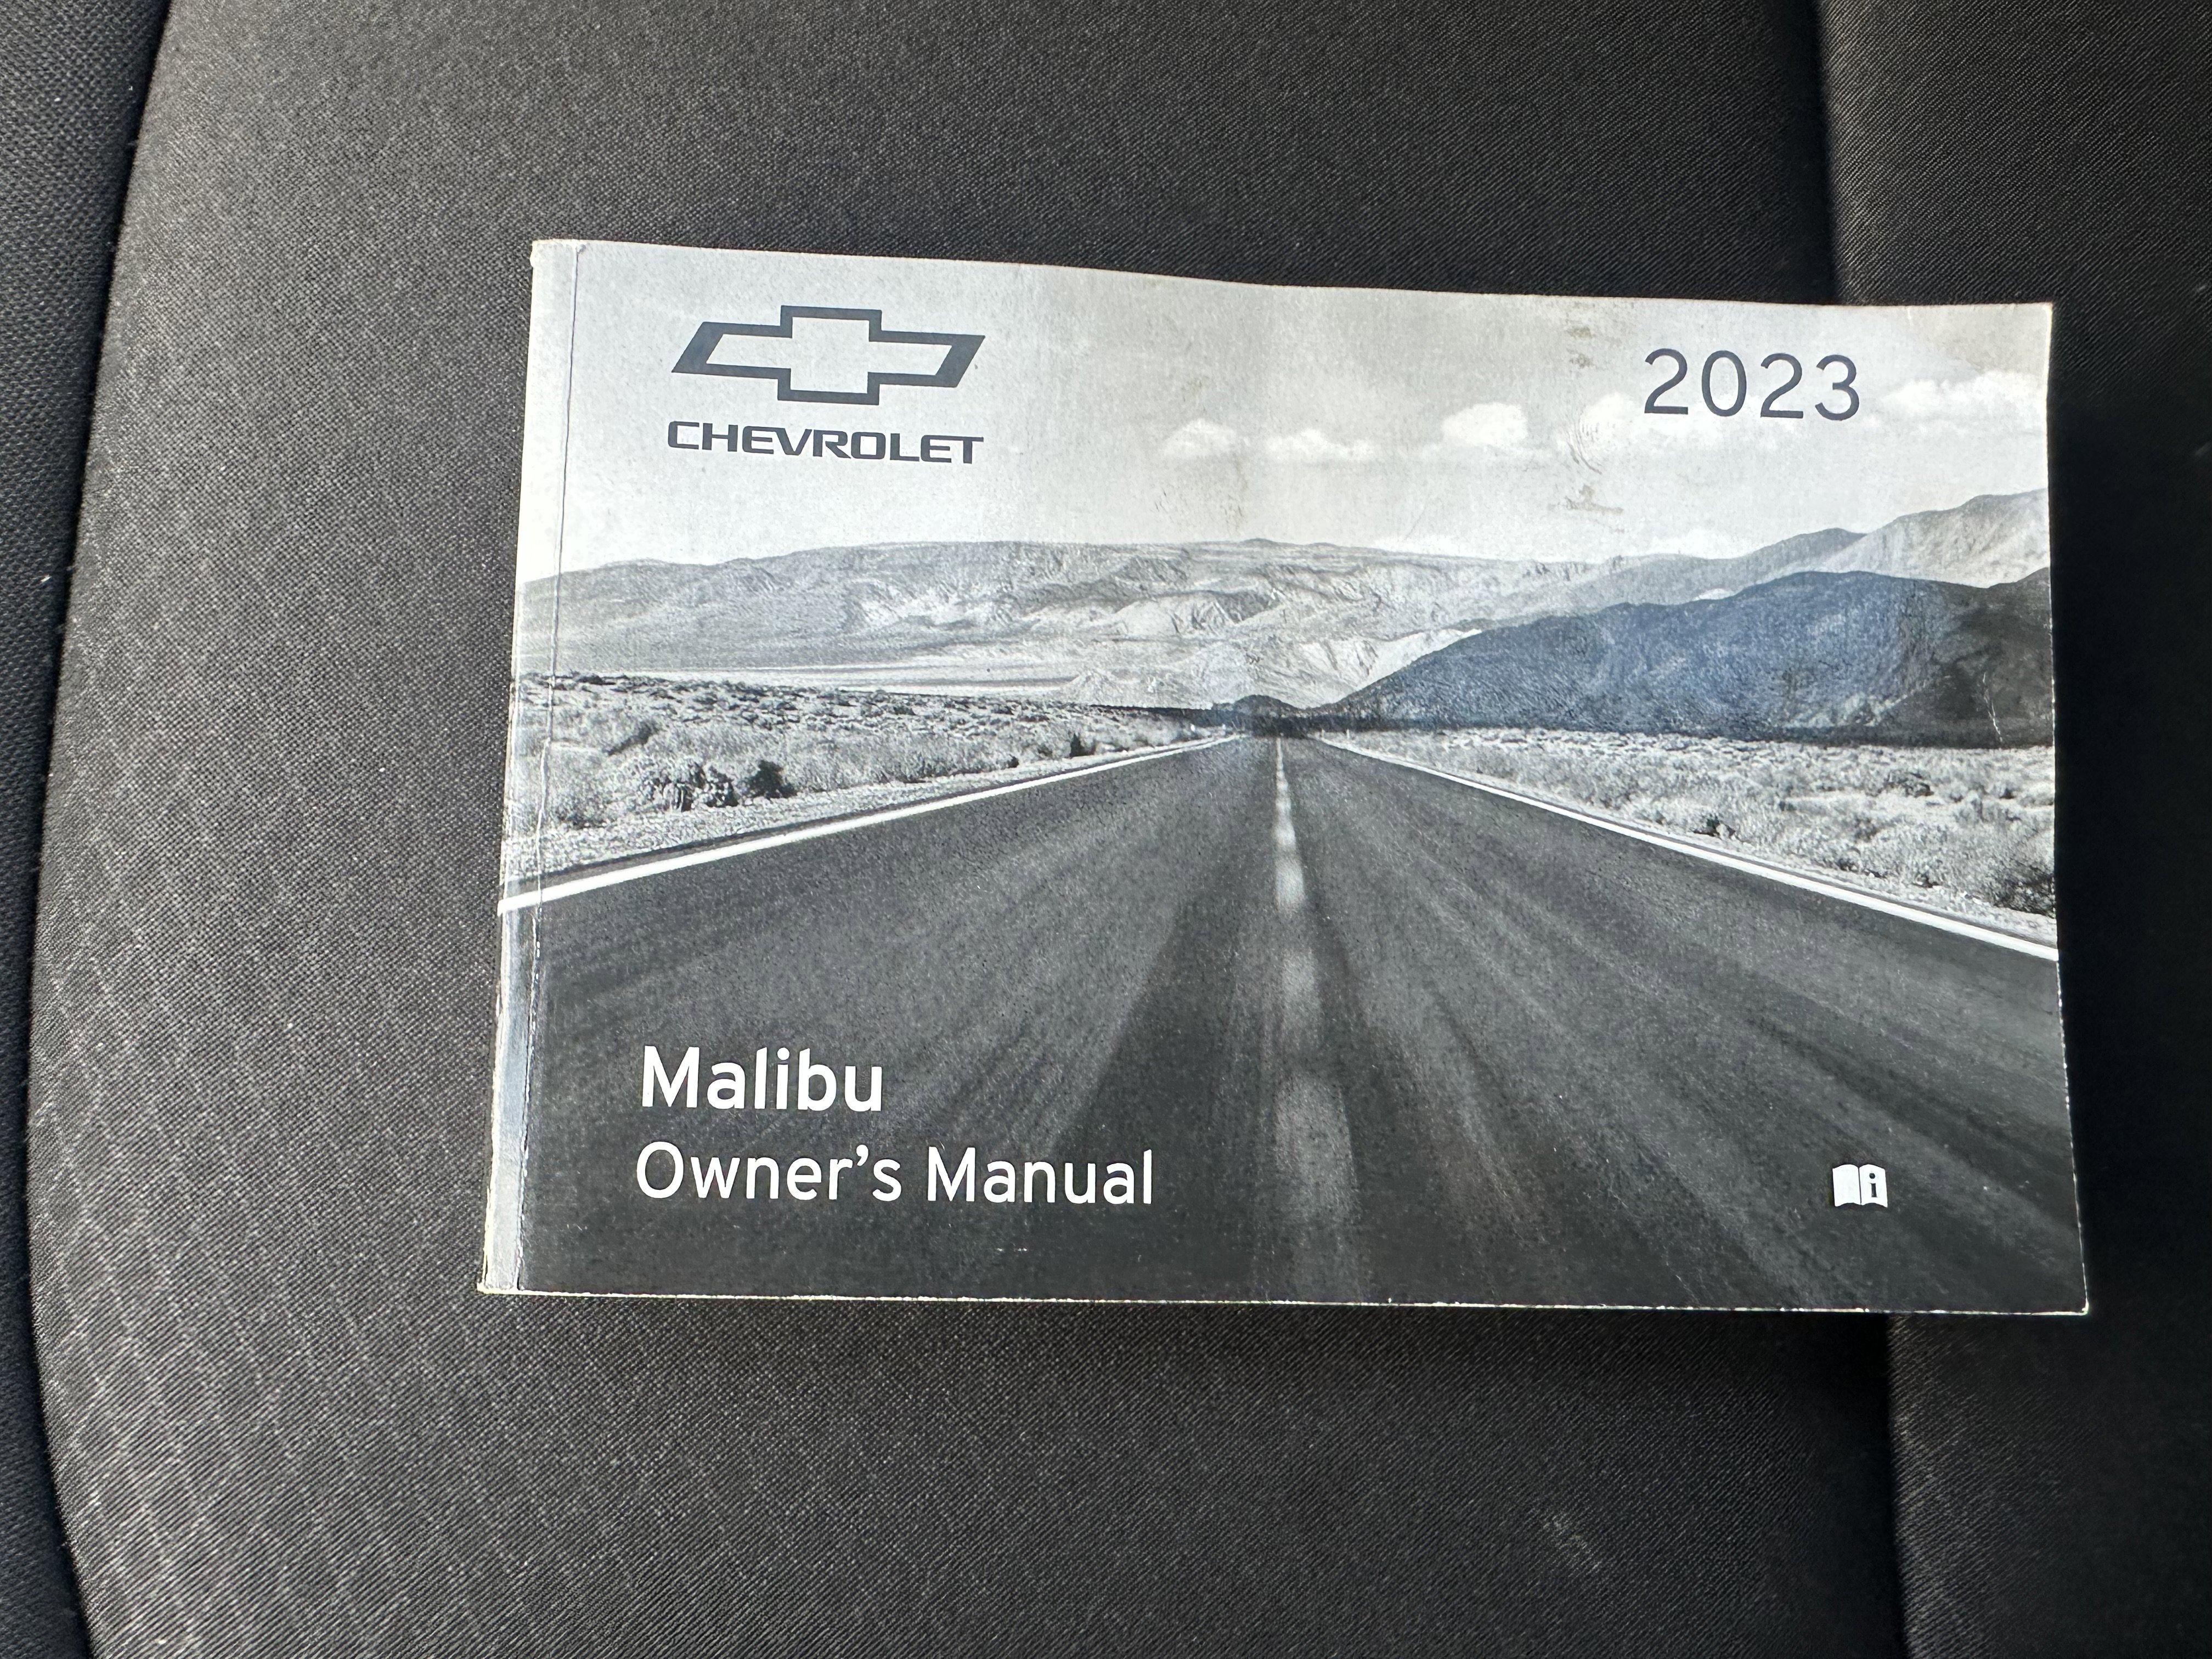 CHEVROLET
2023
Malibu
Owner's Manual
i